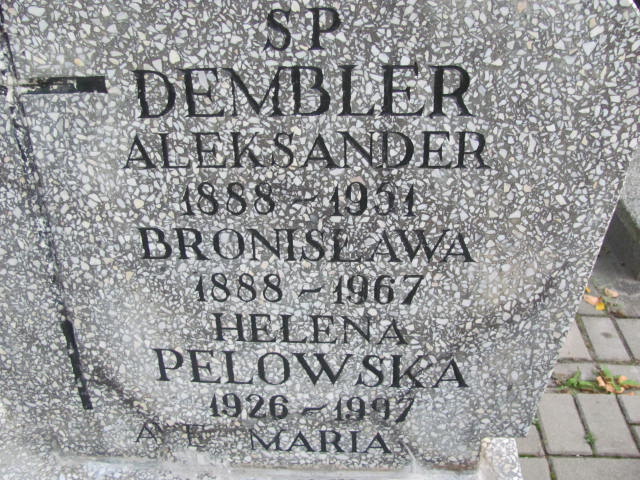 SP
DEMBLER
ALEKSANDER
1888-1951
BRONISŁAWA
1888-1967
HELENA
PELOWSKA
1926-1997
MARIA